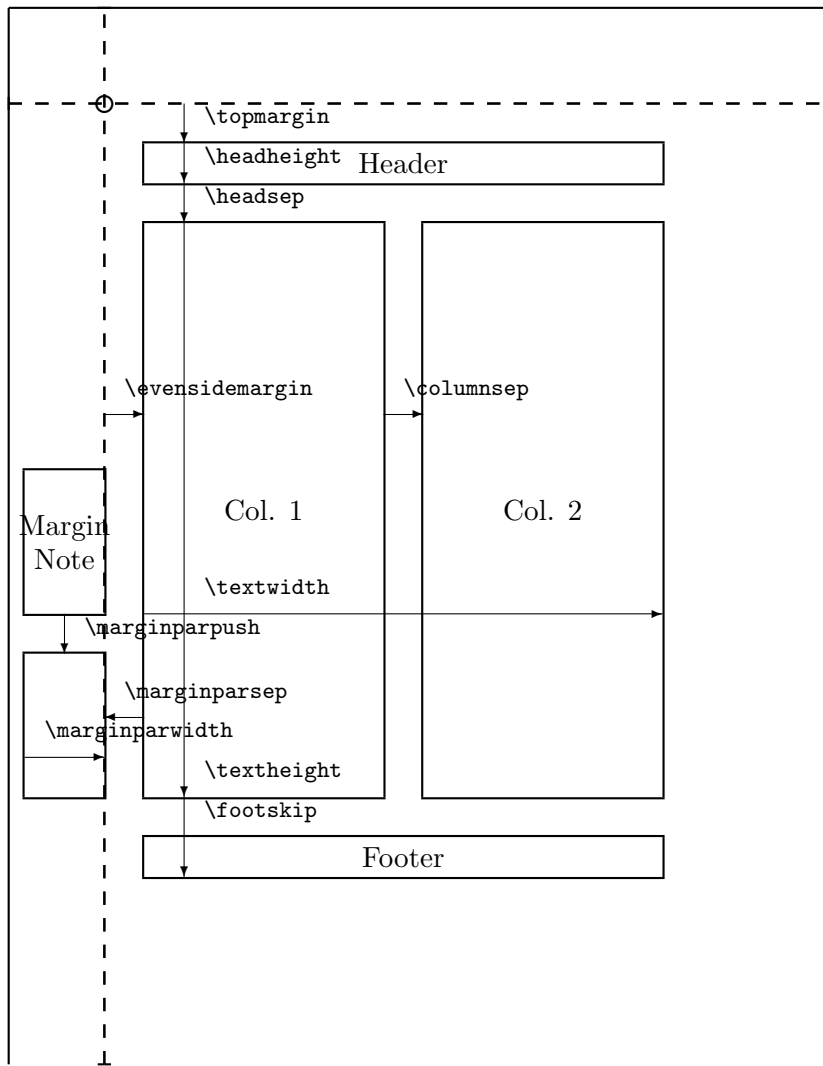 \topmargin
\headheight
Header
\headsep
\evensidemargin
\columnsep
Margin
Note
Col. 1
Col. 2
\textwidth
\marginparpush
\marginparsep
\marginparwidth
\textheight
\footskip
Footer